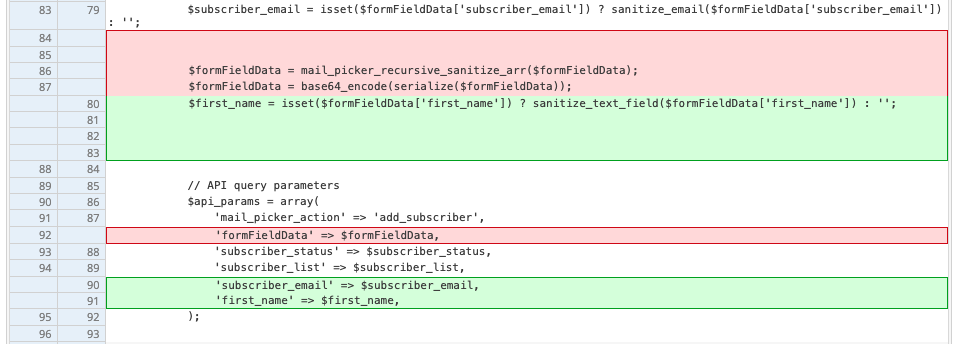 83 79 $subscriber_email = isset($formFieldData['subscriber_email']) ? sanitize_email($formFieldData['subscriber_email'])
: '';
84
85
86 $formFieldData = mail_picker_recursive_sanitize_arr($formFieldData);
87 $formFieldData = base64_encode(serialize($formFieldData));
80 $first_name = isset($formFieldData['first_name']) ? sanitize_text_field($formFieldData['first_name']) : '';
81
82
83
88 84
89 85 // API query parameters
90 86 $api_params = array(
91 87 'mail_picker_action' => 'add_subscriber',
92 'formFieldData' => $formFieldData,
93 88 'subscriber_status' => $subscriber_status,
94 89 'subscriber_list' => $subscriber_list,
90 'subscriber_email' => $subscriber_email,
91 'first_name' => $first_name,
95 92 );
96 93